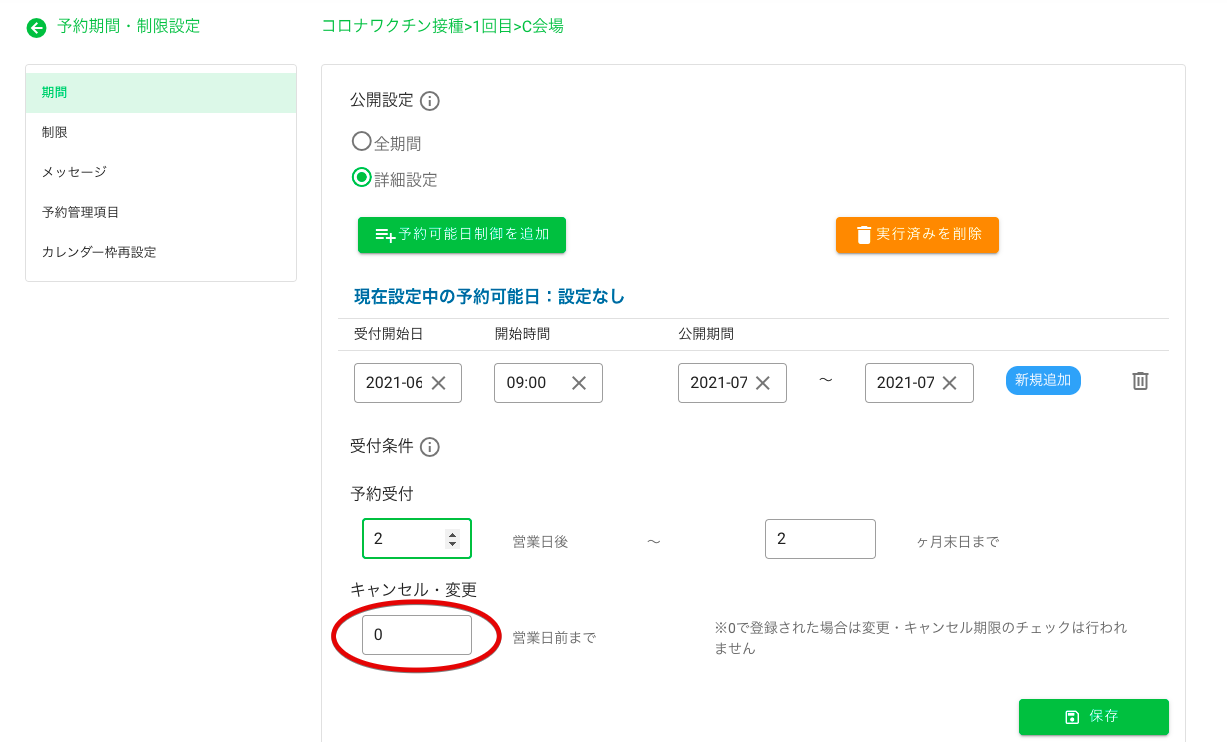 予約期間・制限設定
コロナワクチン接種>1回目>C会場
期間
制限
メッセージ
予約管理項目
カレンダー枠再設定
公開設定
全期間
詳細設定
予約可能日制御を追加
実行済みを削除
現在設定中の予約可能日：設定なし
受付開始日 開始時間 公開期間
2021-06 09:00 2021-07 〜 2021-07 新規追加
受付条件
予約受付
2 営業日後 〜 2 ヶ月末日まで
キャンセル・変更
0 営業日前まで
※0で登録された場合は変更・キャンセル期限のチェックは行われ
ません
保存